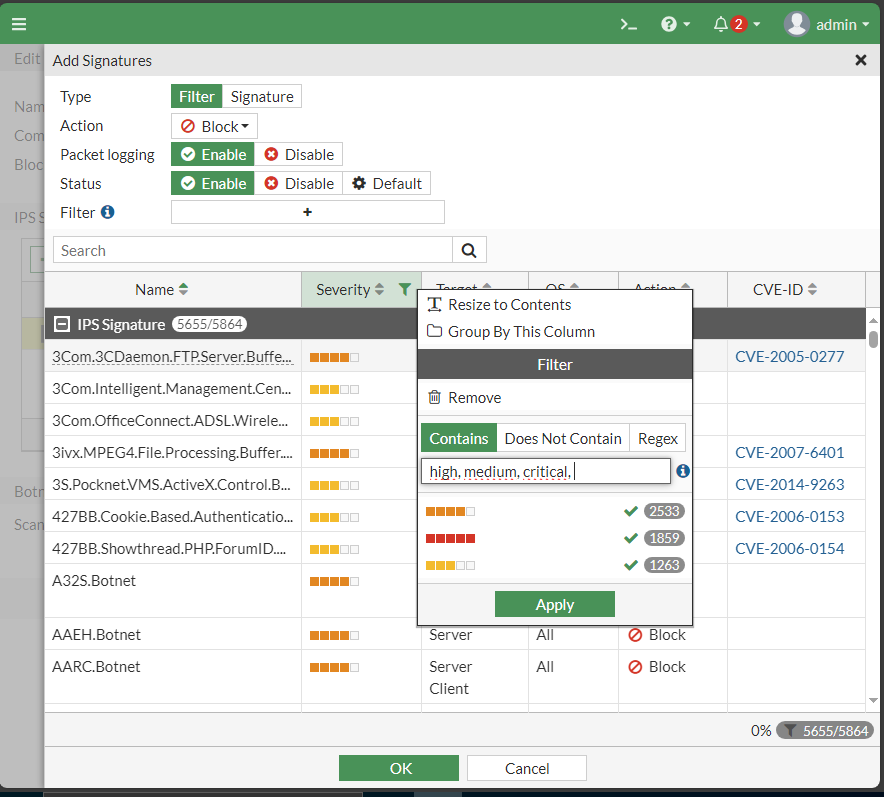 >_ ? 2 admin
Edit
Add Signatures
Type Filter Signature
Nam
Action Block
Com
Packet logging Enable Disable
Bloc
Status Enable Disable Default
Filter +
IPS S
Search
Name Severity Target OS Action CVE-ID
Resize to Contents
IPS Signature 5655/5864
Group By This Column
3Com.3CDaemon.FTP.Server.Buffe... CVE-2005-0277
Filter
3Com.Intelligent.Management.Cen...
Remove
3Com.OfficeConnect.ADSL.Wirele...
Contains Does Not Contain Regex
3ivx.MPEG4.File.Processing.Buffer.... CVE-2007-6401
high, medium, critical,
3S.Pocknet.VMS.ActiveX.Control.B... CVE-2014-9263
Botn
427BB.Cookie.Based.Authenticatio... CVE-2006-0153
2533
Scan
1859
427BB.Showthread.PHP.ForumID.... CVE-2006-0154
1263
A32S.Botnet
Apply
AAEH.Botnet Server All Block
AARC.Botnet Server All Block
Client
0% 5655/5864
OK Cancel